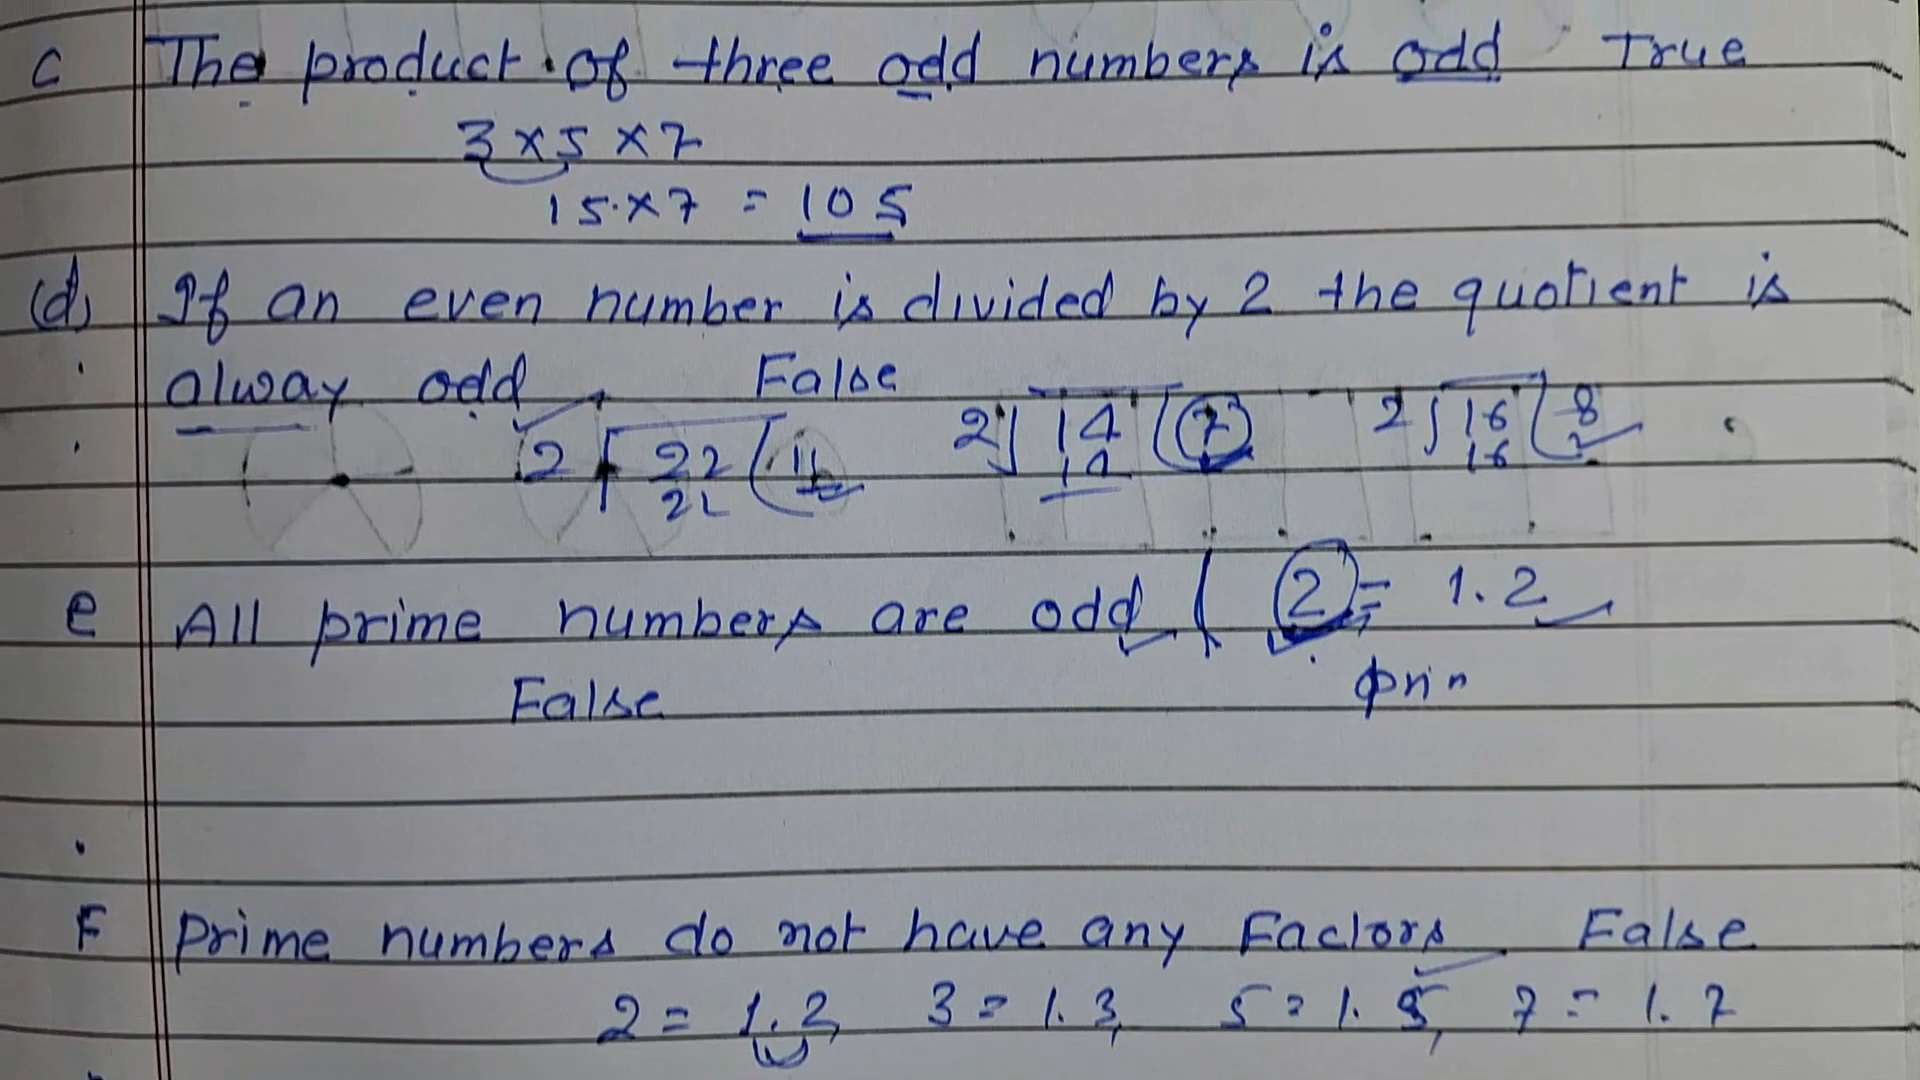 c The product of three odd numbers is odd True
3 x 5 x 7
15 x 7 = 105
(d) If an even number is divided by 2 the quotient is
alway odd False
2 22 11 2 14 7 2 16 8
22 14 16
e All prime numbers are odd ( 2 = 1.2
False prin
F Prime numbers do not have any Factors False
2 = 1.2, 3 = 1.3, 5 = 1.5, 7 = 1.7